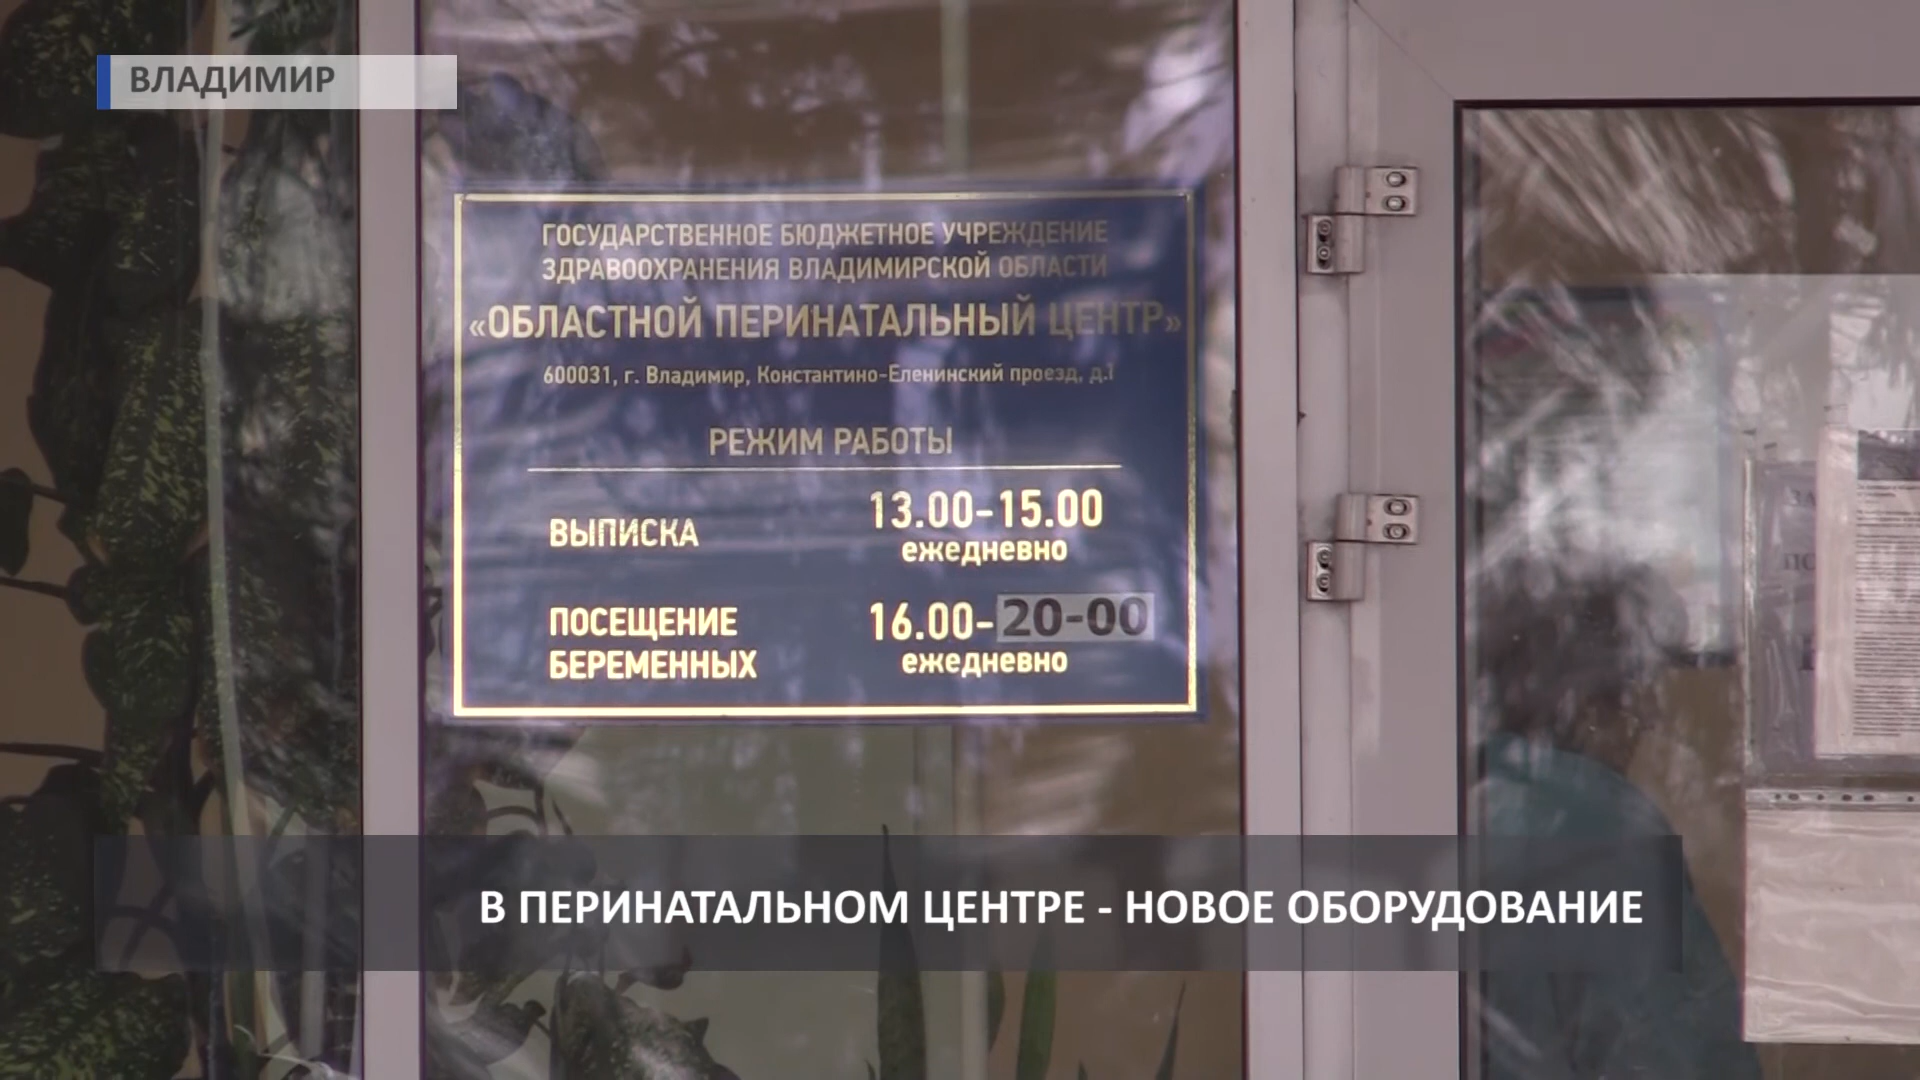 ВЛАДИМИР
ГОСУДАРСТВЕННОЕ БЮДЖЕТНОЕ УЧРЕЖДЕНИЕ
ЗДРАВООХРАНЕНИЯ ВЛАДИМИРСКОЙ ОБЛАСТИ
«ОБЛАСТНОЙ ПЕРИНАТАЛЬНЫЙ ЦЕНТР»
600031, г. Владимир, Константино-Еленинский проезд, д.1
РЕЖИМ РАБОТЫ
ВЫПИСКА 13.00-15.00
ежедневно
ПОСЕЩЕНИЕ БЕРЕМЕННЫХ 16.00-20-00
ежедневно
В ПЕРИНАТАЛЬНОМ ЦЕНТРЕ - НОВОЕ ОБОРУДОВАНИЕ